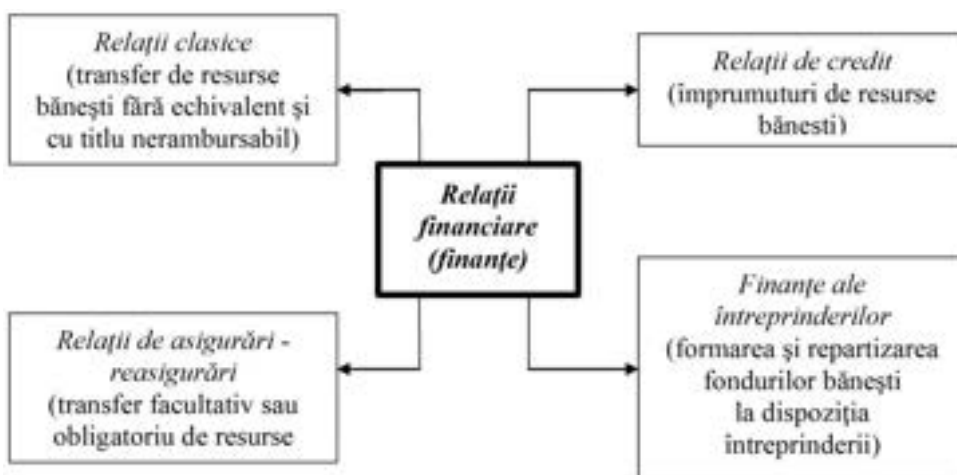 Relații clasice
(transfer de resurse
bănești fără echivalent și
cu titlu nerambursabil)
Relații de credit
(împrumuturi de resurse
bănesti)
Relații
financiare
(finanțe)
Relații de asigurări -
reasigurări
(transfer facultativ sau
obligatoriu de resurse
Finanțe ale
întreprinderilor
(formarea și repartizarea
fondurilor bănești
la dispoziția
întreprinderii)